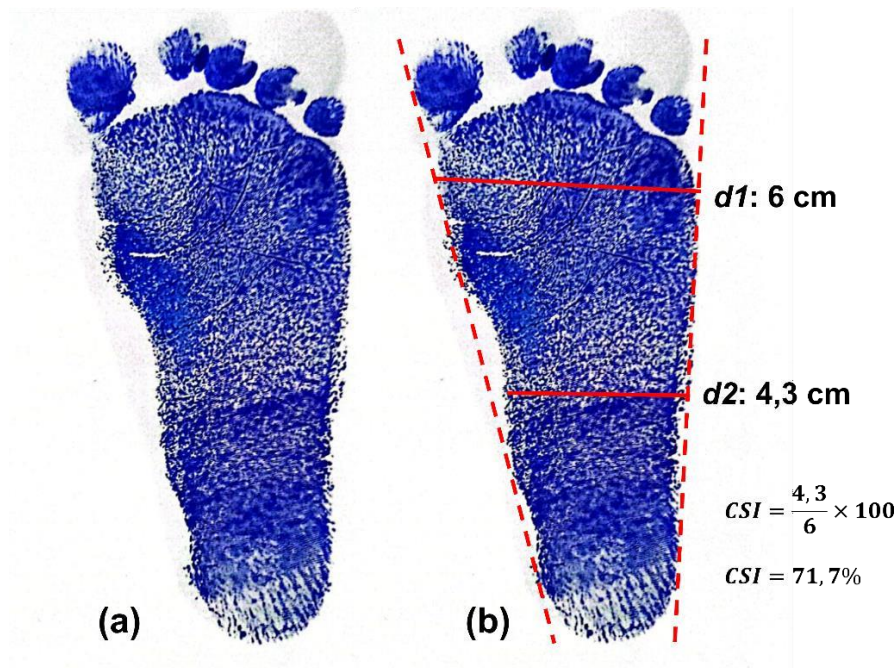 d1: 6 cm
d2: 4,3 cm
CSI = 4,3/6 × 100
CSI = 71,7%
(a)
(b)